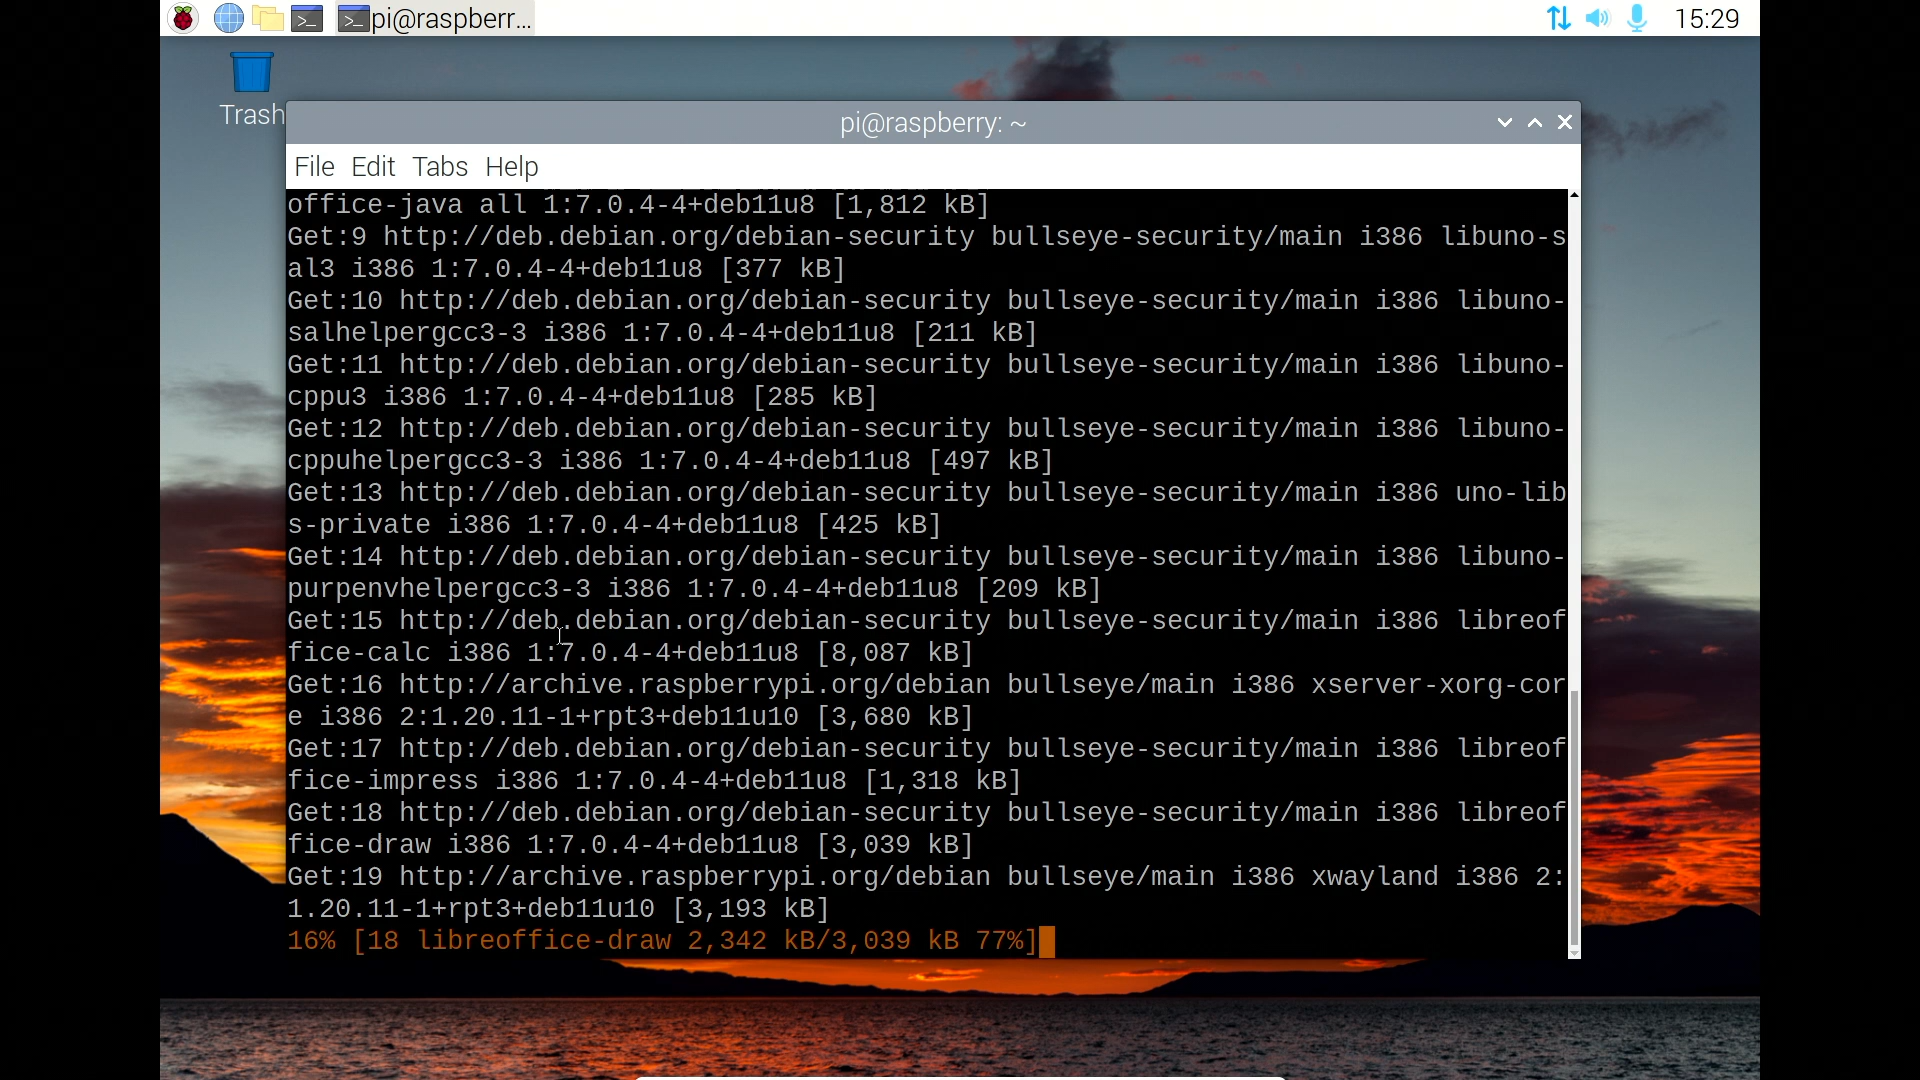 pi@raspberr...
15:29
Trash
pi@raspberry: ~
File Edit Tabs Help
office-java all 1:7.0.4-4+deb11u8 [1,812 kB]
Get:9 http://deb.debian.org/debian-security bullseye-security/main i386 libuno-s
al3 i386 1:7.0.4-4+deb11u8 [377 kB]
Get:10 http://deb.debian.org/debian-security bullseye-security/main i386 libuno-
salhelpergcc3-3 i386 1:7.0.4-4+deb11u8 [211 kB]
Get:11 http://deb.debian.org/debian-security bullseye-security/main i386 libuno-
cppu3 i386 1:7.0.4-4+deb11u8 [285 kB]
Get:12 http://deb.debian.org/debian-security bullseye-security/main i386 libuno-
cppuhelpergcc3-3 i386 1:7.0.4-4+deb11u8 [497 kB]
Get:13 http://deb.debian.org/debian-security bullseye-security/main i386 uno-lib
s-private i386 1:7.0.4-4+deb11u8 [425 kB]
Get:14 http://deb.debian.org/debian-security bullseye-security/main i386 libuno-
purpenvhelpergcc3-3 i386 1:7.0.4-4+deb11u8 [209 kB]
Get:15 http://deb.debian.org/debian-security bullseye-security/main i386 libreof
fice-calc i386 1:7.0.4-4+deb11u8 [8,087 kB]
Get:16 http://archive.raspberrypi.org/debian bullseye/main i386 xserver-xorg-cor
e i386 2:1.20.11-1+rpt3+deb11u10 [3,680 kB]
Get:17 http://deb.debian.org/debian-security bullseye-security/main i386 libreof
fice-impress i386 1:7.0.4-4+deb11u8 [1,318 kB]
Get:18 http://deb.debian.org/debian-security bullseye-security/main i386 libreof
fice-draw i386 1:7.0.4-4+deb11u8 [3,039 kB]
Get:19 http://archive.raspberrypi.org/debian bullseye/main i386 xwayland i386 2:
1.20.11-1+rpt3+deb11u10 [3,193 kB]
16% [18 libreoffice-draw 2,342 kB/3,039 kB 77%]